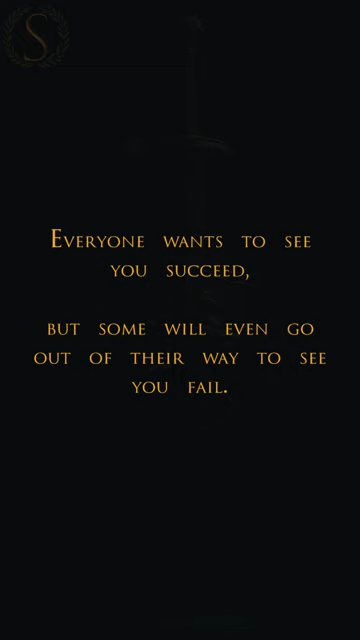 S
Everyone wants to see
you succeed,
but some will even go
out of their way to see
you fail.